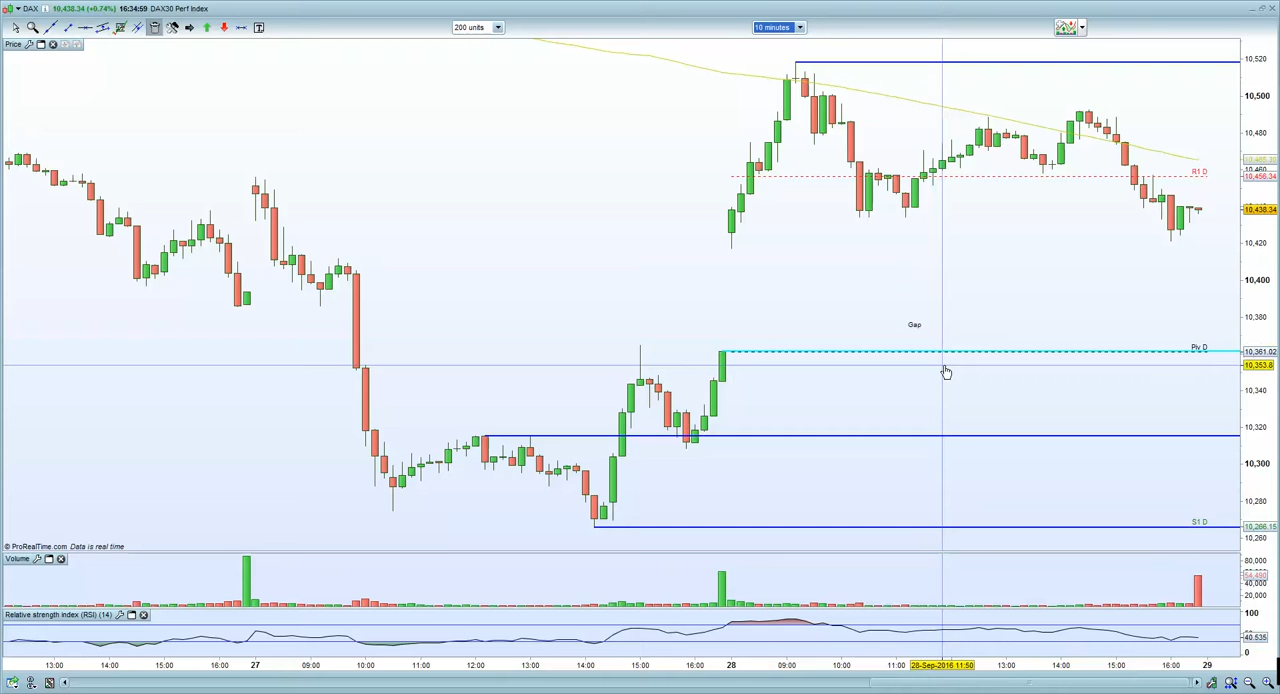 DAX 10,438.34 (+0.74%) 16:34:59 DAX30 Perf Index
200 units
10 minutes
Price
10,520
10,500
10,480
10,460
R1 D
10,456.34
10,438.34
10,420
10,400
10,380
Gap
Piv D
10,361.02
10,353.8
10,340
10,320
10,300
10,280
S1 D
10,266.15
10,260
© ProRealTime.com Data is real time
Volume
80,000
40,000
20,000
Relative strength index (RSI) (14)
100
40.535
0
13:00 14:00 15:00 16:00 27 09:00 10:00 11:00 12:00 13:00 14:00 15:00 16:00 28 09:00 10:00 11:00 28-Sep-2016 11:50 13:00 14:00 15:00 16:00 29